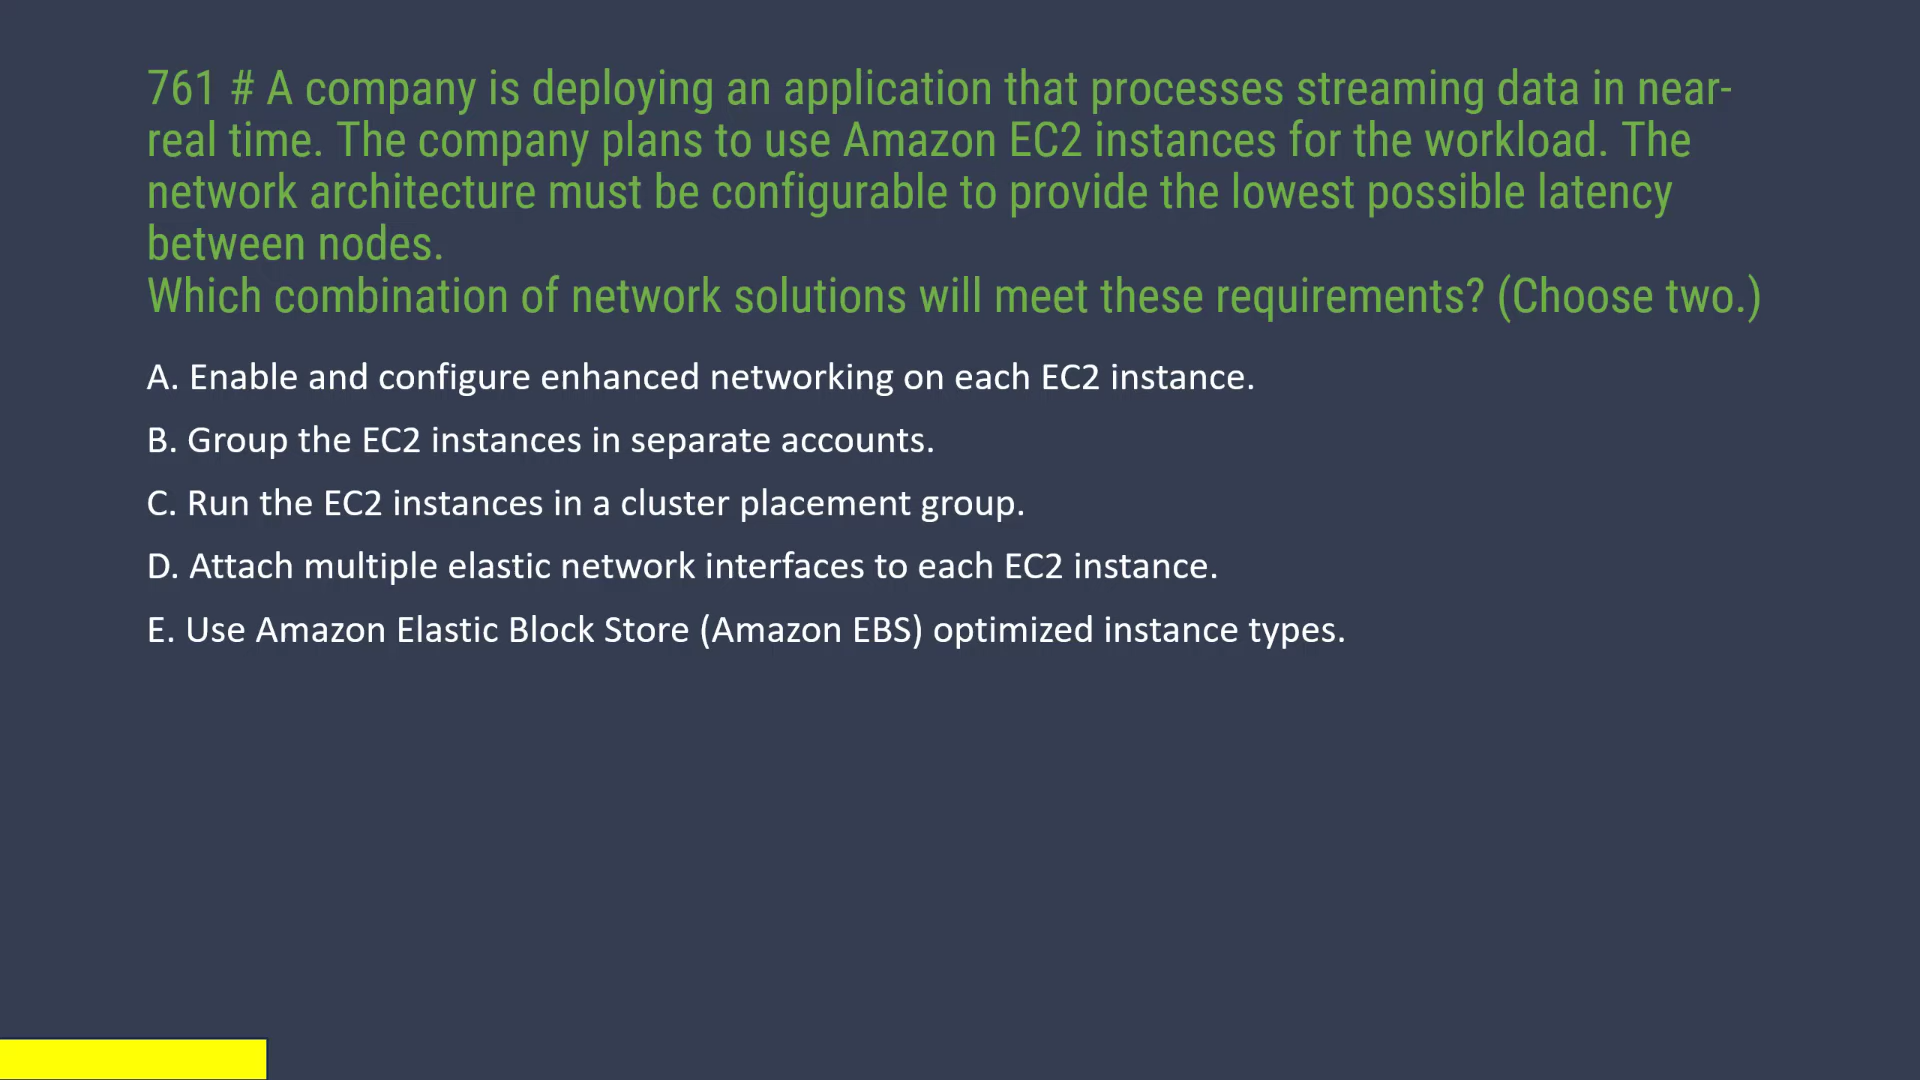 761 # A company is deploying an application that processes streaming data in near-
real time. The company plans to use Amazon EC2 instances for the workload. The
network architecture must be configurable to provide the lowest possible latency
between nodes.
Which combination of network solutions will meet these requirements? (Choose two.)
A. Enable and configure enhanced networking on each EC2 instance.
B. Group the EC2 instances in separate accounts.
C. Run the EC2 instances in a cluster placement group.
D. Attach multiple elastic network interfaces to each EC2 instance.
E. Use Amazon Elastic Block Store (Amazon EBS) optimized instance types.